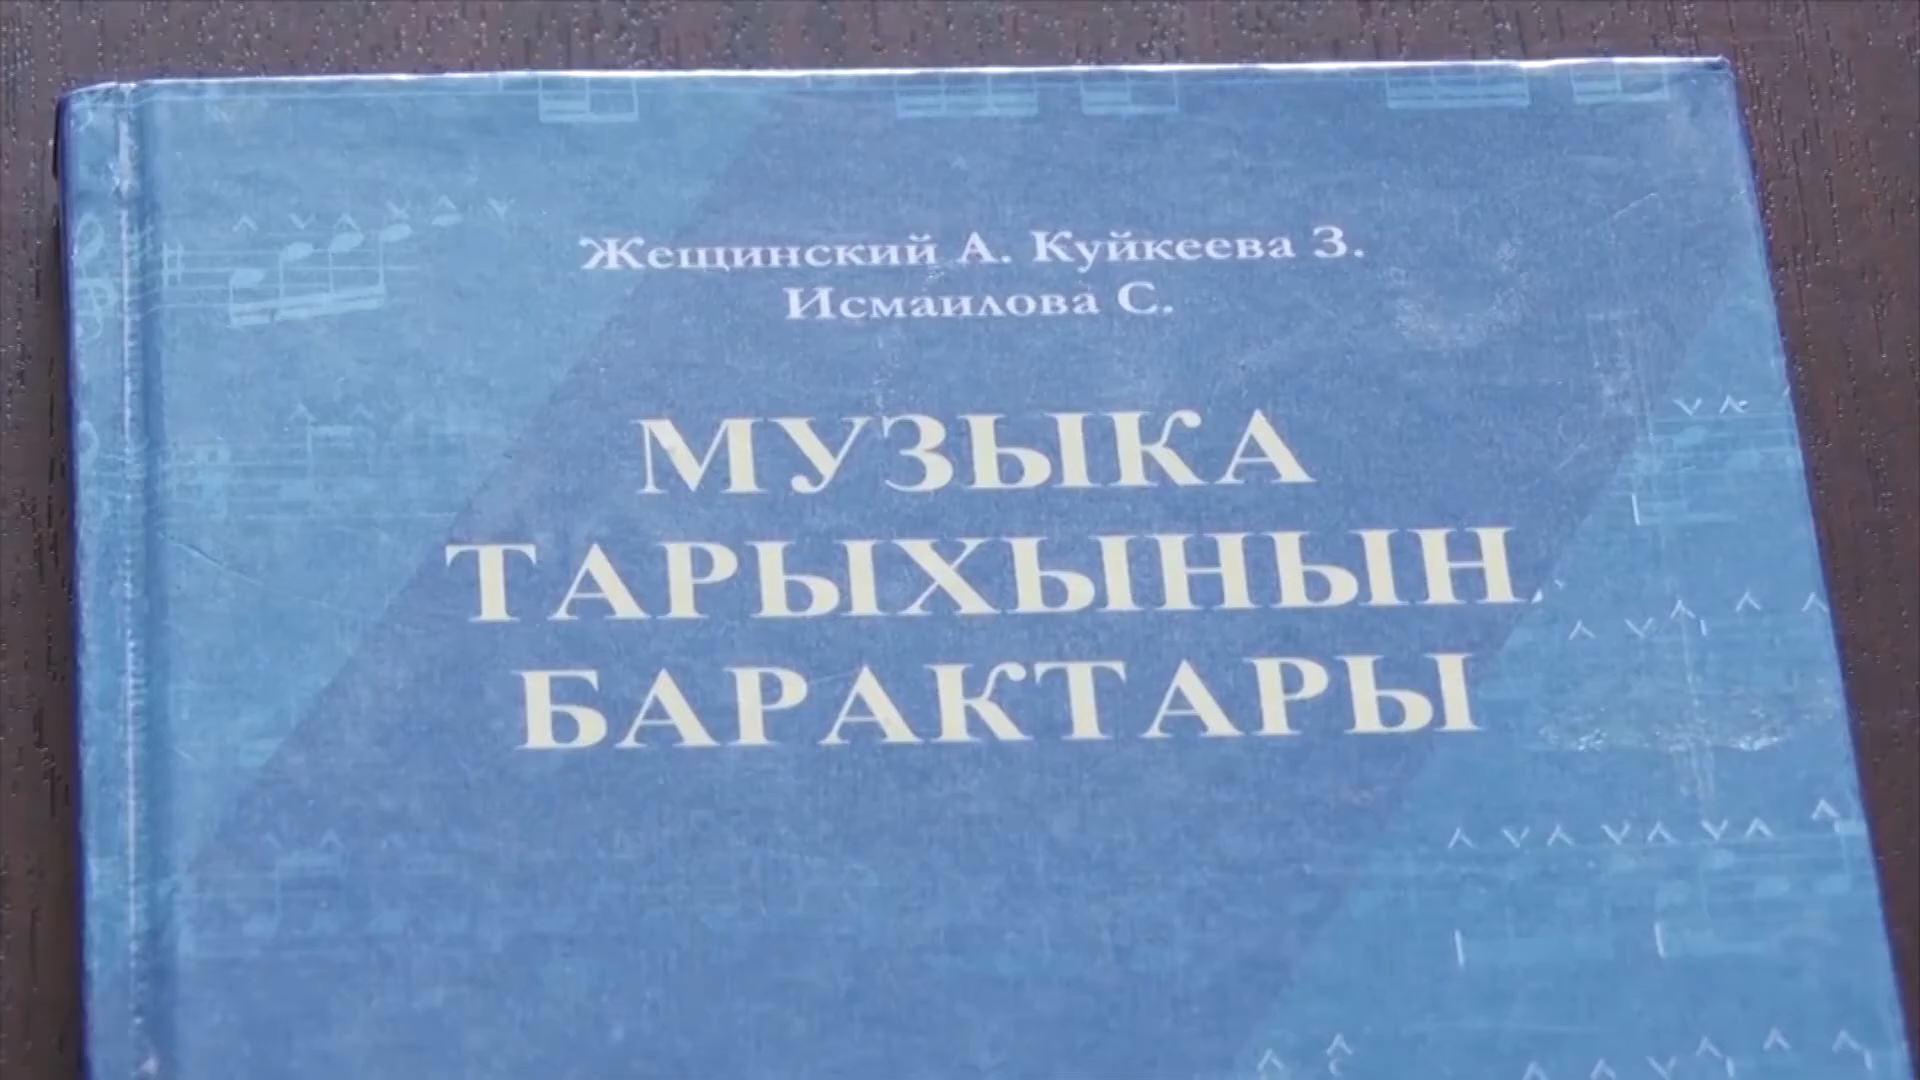 Жещинский А. Куйкеева З.
Исмаилова С.
МУЗЫКА
ТАРЫХЫНЫН
БАРАКТАРЫ